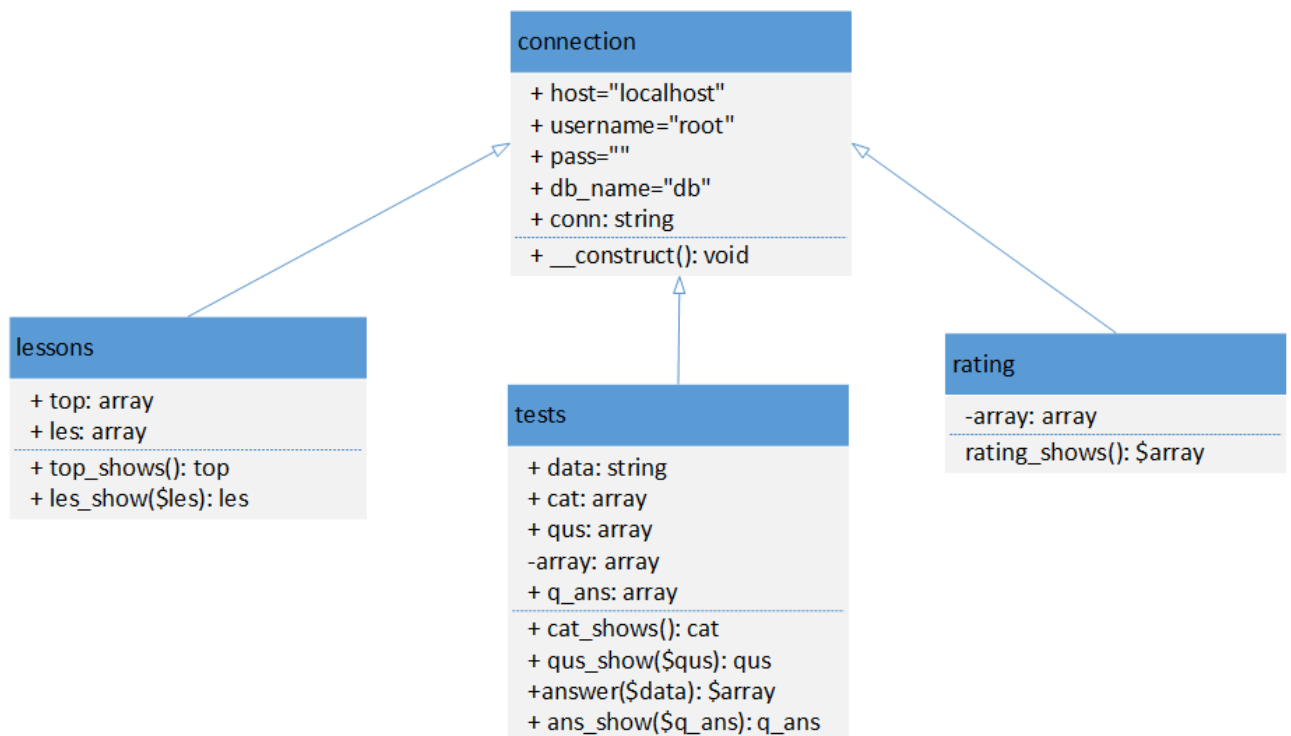 connection
+ host="localhost"
+ username="root"
+ pass=""
+ db_name="db"
+ conn: string
+ __construct(): void
lessons
+ top: array
+ les: array
+ top_shows(): top
+ les_show($les): les
tests
+ data: string
+ cat: array
+ qus: array
-array: array
+ q_ans: array
+ cat_shows(): cat
+ qus_show($qus): qus
+answer($data): $array
+ ans_show($q_ans): q_ans
rating
-array: array
rating_shows(): $array